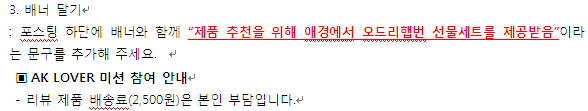 3. 배너 달기
: 포스팅 하단에 배너와 함께 “제품 추천을 위해 애경에서 오드리햅번 선물세트를 제공받음”이라
는 문구를 추가해 주세요.
▣ AK LOVER 미션 참여 안내
- 리뷰 제품 배송료(2,500원)은 본인 부담입니다.